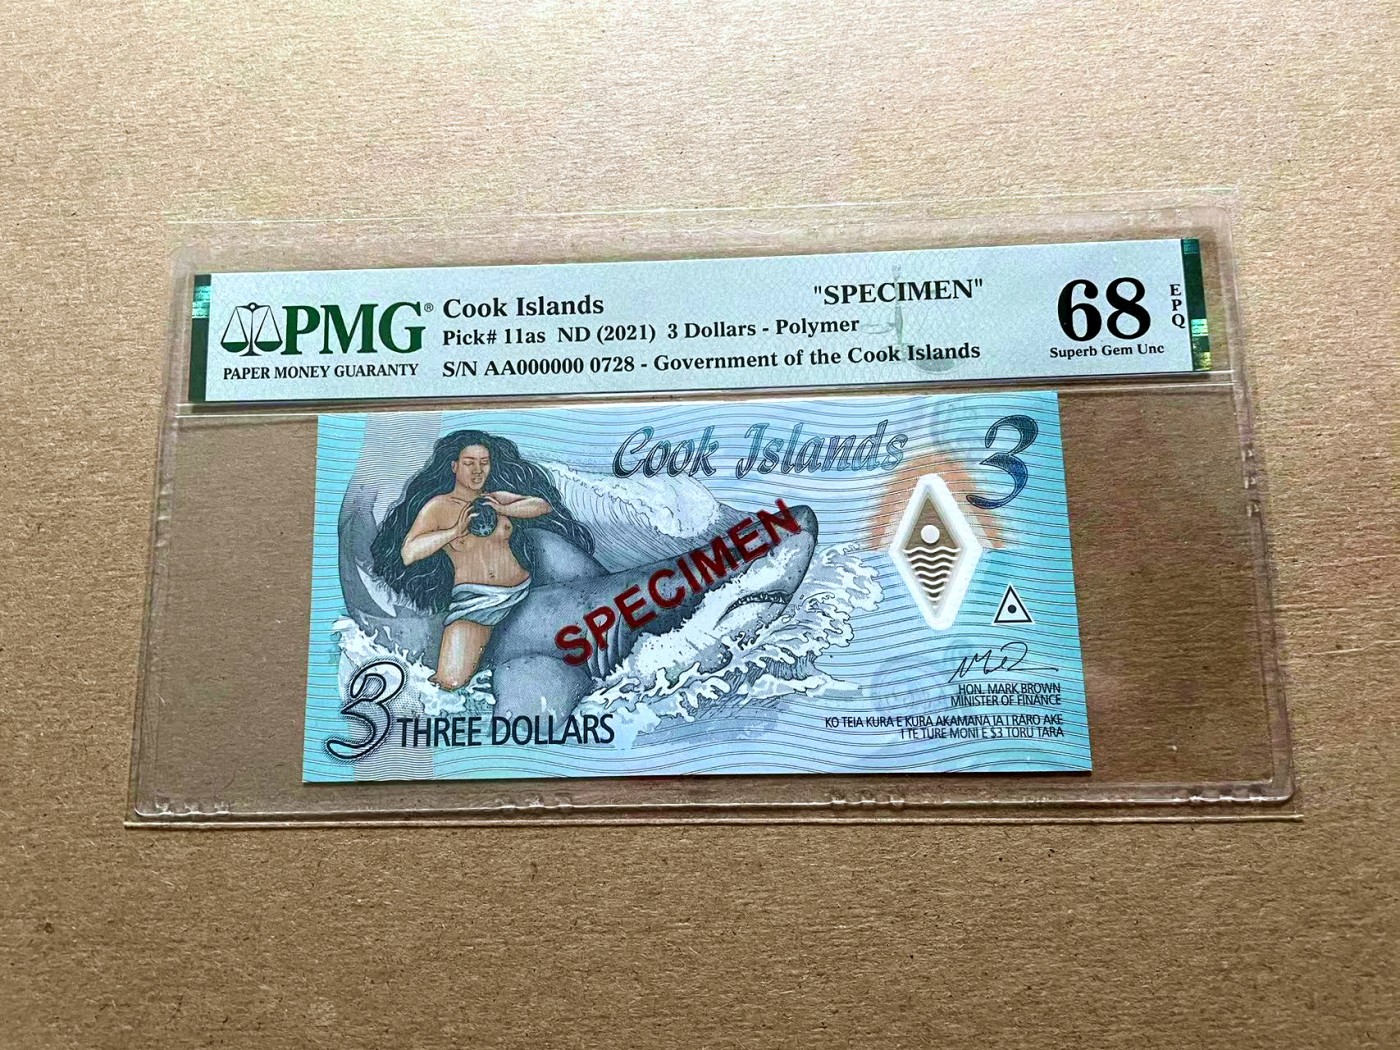 PMG®
PAPER MONEY GUARANTY
Cook Islands
"SPECIMEN"
Pick# 11as ND (2021) 3 Dollars - Polymer
S/N AA000000 0728 - Government of the Cook Islands
68
Superb Gem Unc
EPQ
Cook Islands
3
SPECIMEN
3 THREE DOLLARS
HON. MARK BROWN
MINISTER OF FINANCE
KO TEIA KURA E KURA AKAMANA IA I RARO AKE
I TE TURE MONI E $3 TORU TARA